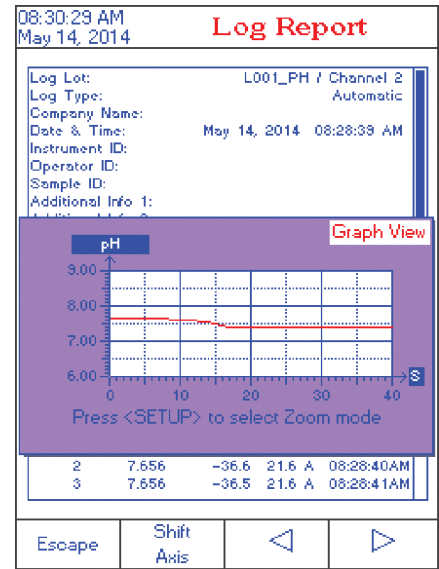 08:30:29 AM
May 14, 2014
Log Report
Log Lot: L001_PH / Channel 2
Log Type: Automatic
Company Name:
Date & Time: May 14, 2014 08:28:39 AM
Instrument ID:
Operator ID:
Sample ID:
Additional Info 1:
Graph View
pH
9.00
8.00
7.00
6.00
S
0 10 20 30 40
Press <SETUP> to select Zoom mode
2 7.656 -36.6 21.6 A 08:28:40AM
3 7.656 -36.5 21.6 A 08:28:41AM
Escape
Shift
Axis